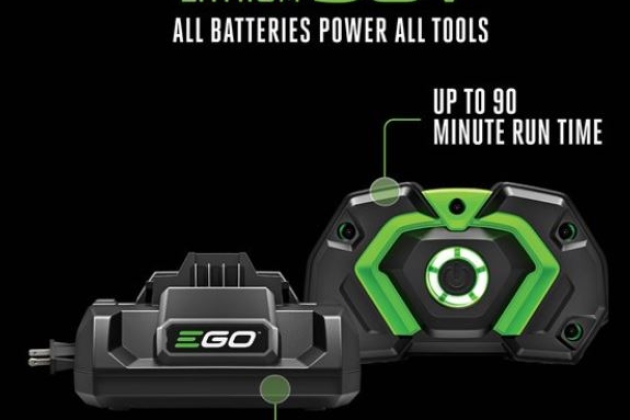 ALL BATTERIES POWER ALL TOOLS
UP TO 90
MINUTE RUN TIME
EGO